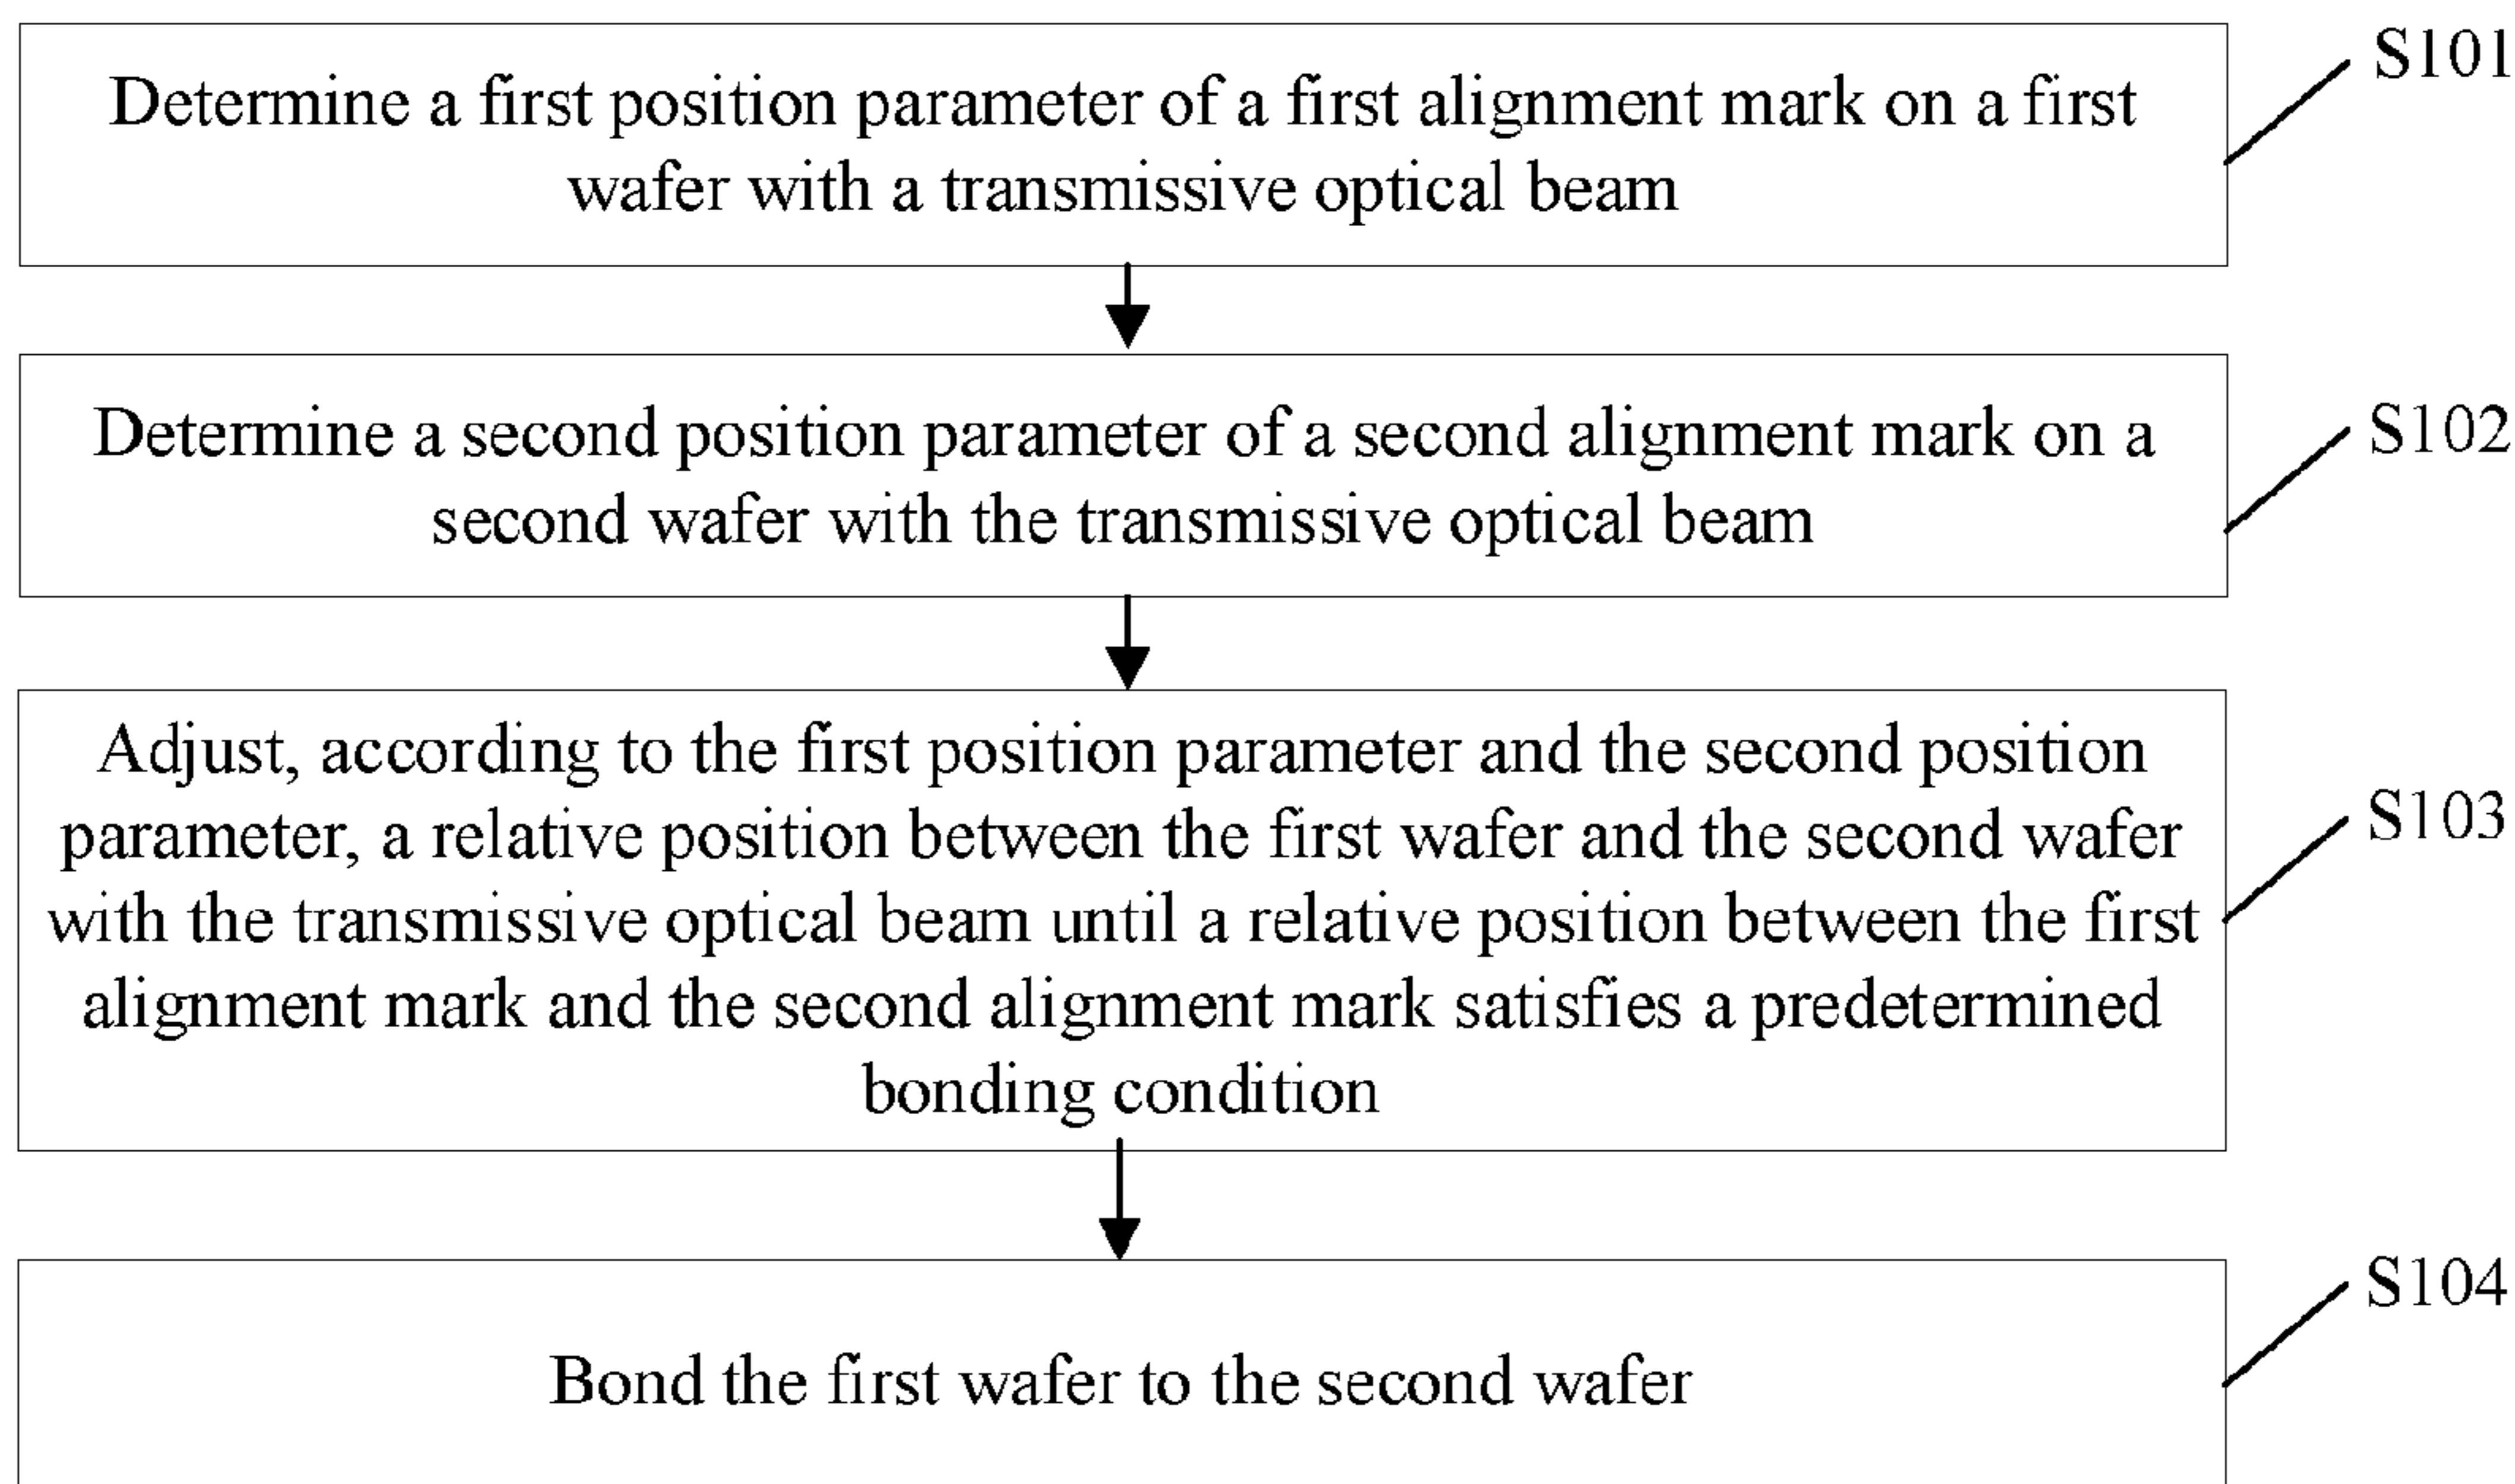 Determine a first position parameter of a first alignment mark on a first
wafer with a transmissive optical beam
S101
Determine a second position parameter of a second alignment mark on a
second wafer with the transmissive optical beam
S102
Adjust, according to the first position parameter and the second position
parameter, a relative position between the first wafer and the second wafer
with the transmissive optical beam until a relative position between the first
alignment mark and the second alignment mark satisfies a predetermined
bonding condition
S103
Bond the first wafer to the second wafer
S104